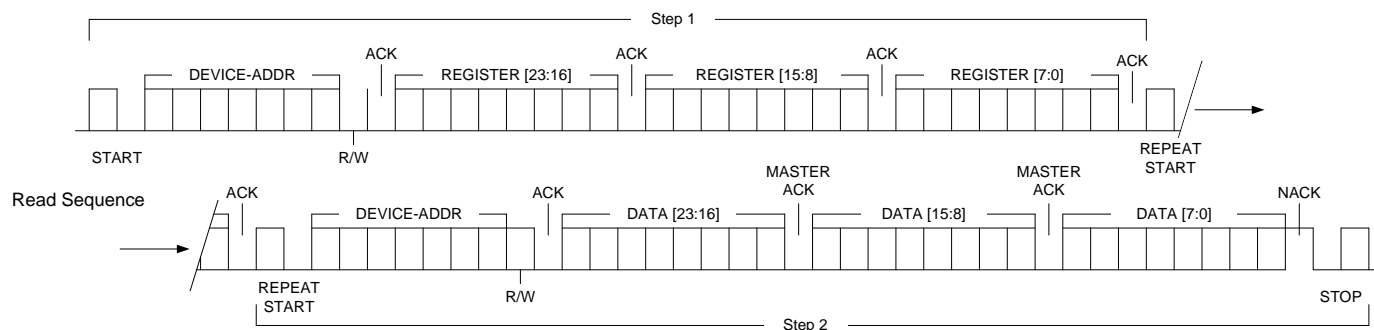 Step 1
ACK ACK ACK ACK
DEVICE-ADDR REGISTER [23:16] REGISTER [15:8] REGISTER [7:0]
START R/W REPEAT
START
MASTER MASTER
Read Sequence ACK ACK ACK ACK NACK
DEVICE-ADDR DATA [23:16] DATA [15:8] DATA [7:0]
REPEAT
START R/W STOP
Step 2